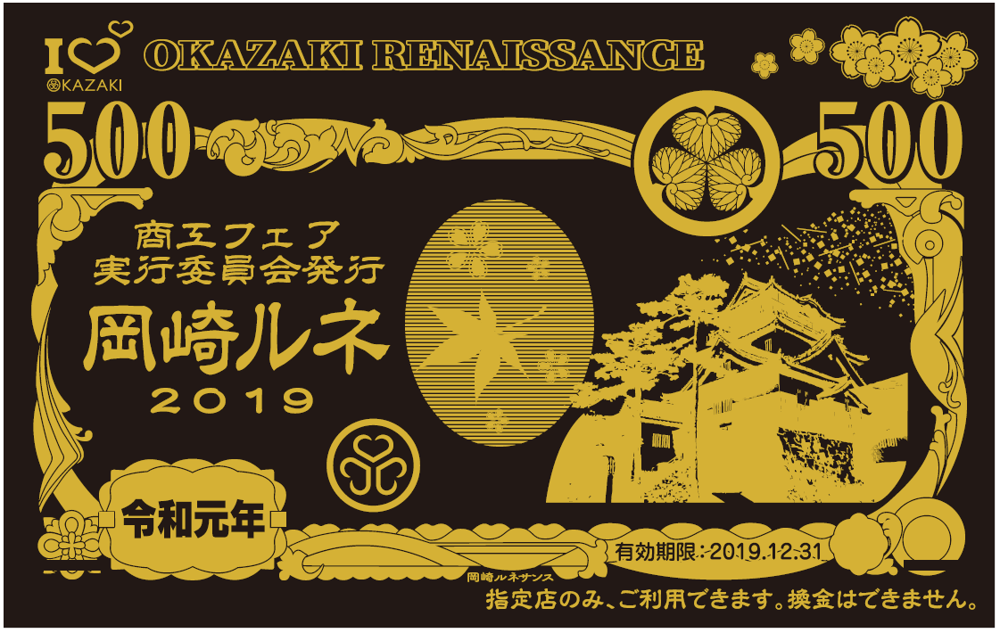 I
OKAZAKI
OKAZAKI RENAISSANCE
500
500
商工フェア
実行委員会発行
岡崎ルネ
2019
令和元年
有効期限:2019.12.31
岡崎ルネサンス
指定店のみ、ご利用できます。換金はできません。